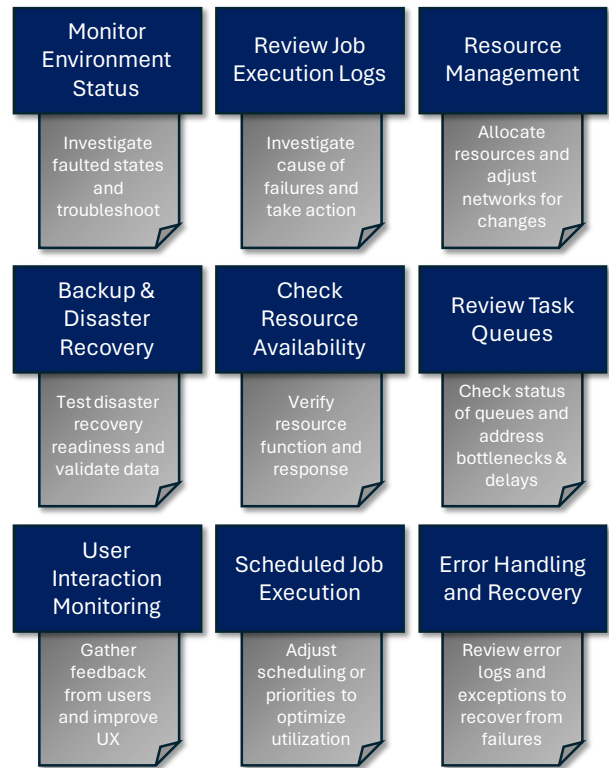 Monitor
Environment
Status
Investigate
faulted states
and
troubleshoot
Review Job
Execution Logs
Investigate
cause of
failures and
take action
Resource
Management
Allocate
resources and
adjust
networks for
changes
Backup &
Disaster
Recovery
Test disaster
recovery
readiness and
validate data
Check
Resource
Availability
Verify
resource
function and
response
Review Task
Queues
Check status
of queues and
address
bottlenecks &
delays
User
Interaction
Monitoring
Gather
feedback
from users
and improve
UX
Scheduled Job
Execution
Adjust
scheduling or
priorities to
optimize
utilization
Error Handling
and Recovery
Review error
logs and
exceptions to
recover from
failures